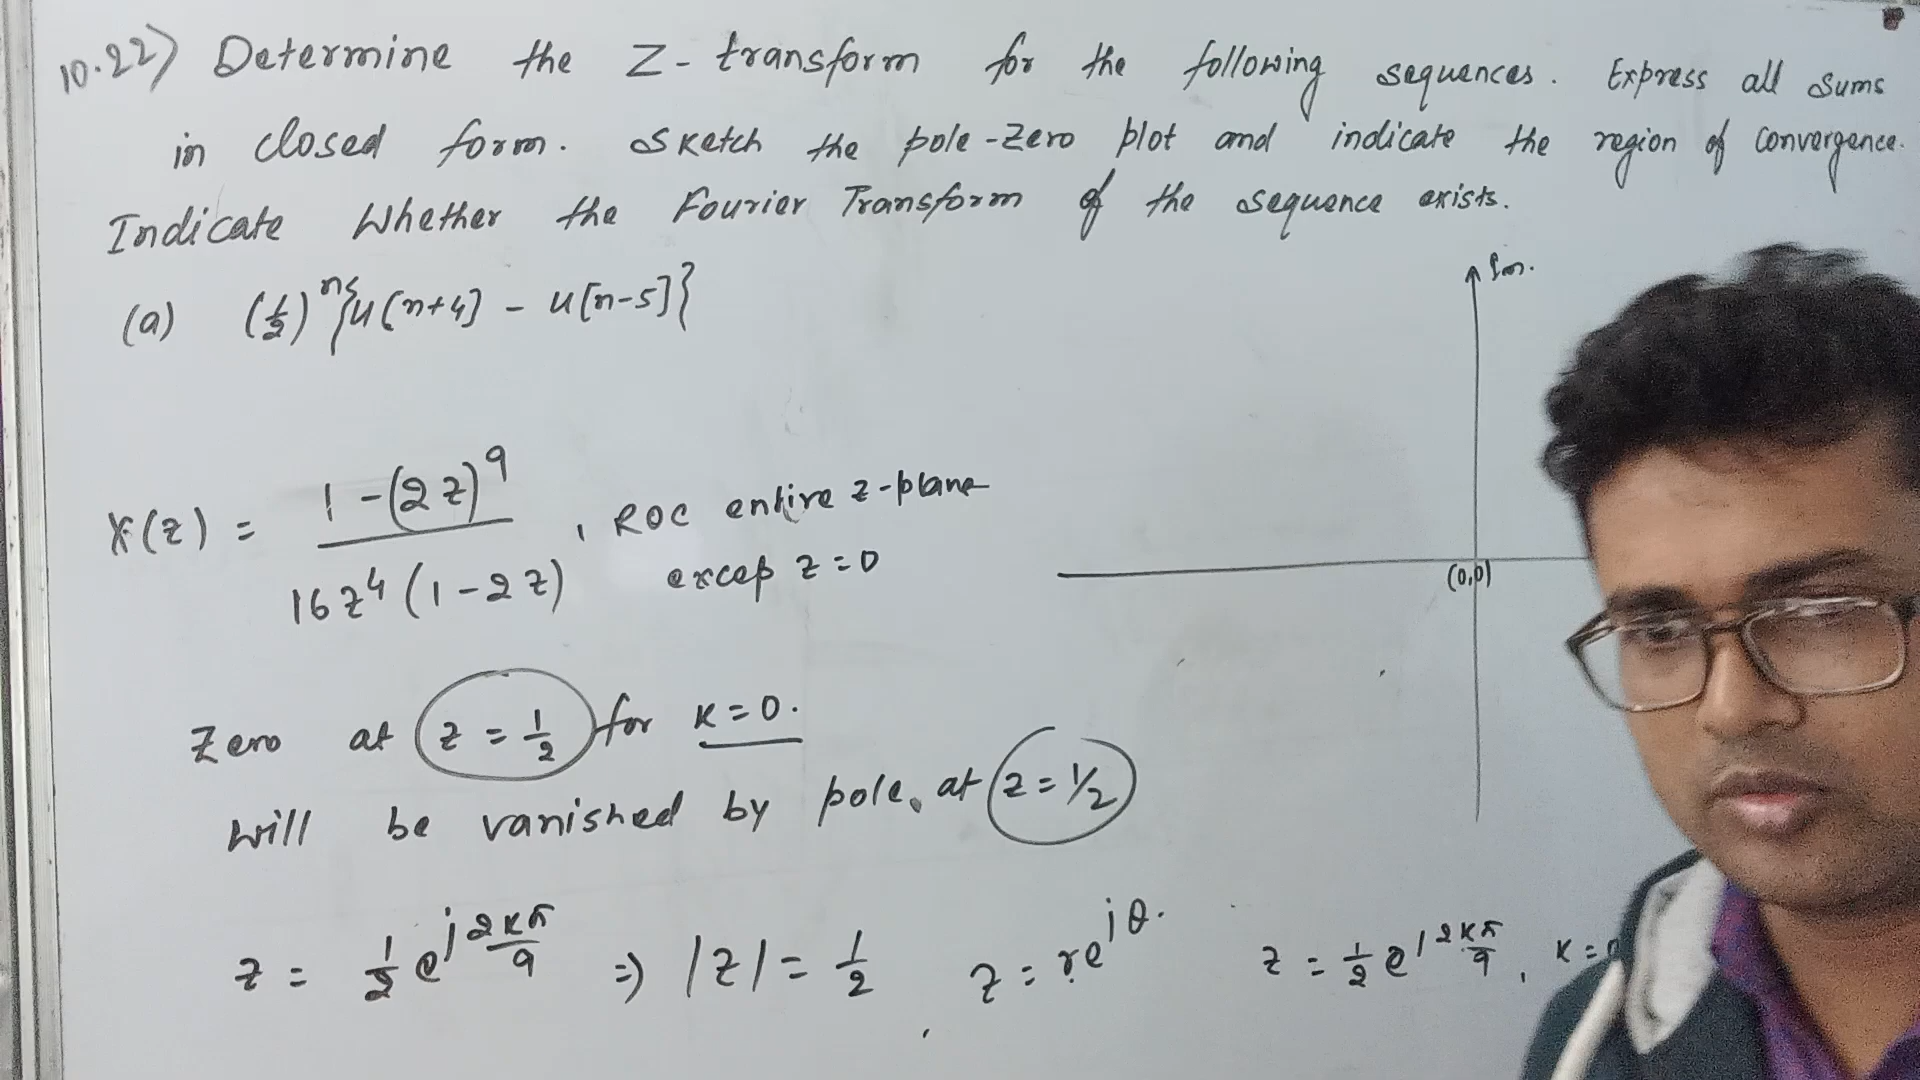 10.22) Determine the Z-transform for the following sequences. Express all sums
in closed form. Sketch the pole-zero plot and indicate the region of convergence.
Indicate whether the Fourier Transform of the sequence exists.
(a) (1/2)^n {u[n+4] - u[n-5]}
Im.
X(z) = (1-(2z)^9)/(16z^4(1-2z)), ROC entire z-plane
excep z=0
(0,0)
Zero at z = 1/2 for k=0.
will be vanished by pole, at z=1/2
z = 1/2 e^(j2kπ/9) ⇒ |z| = 1/2 z = re^(jθ). z = 1/2 e^(j2kπ/9), k=